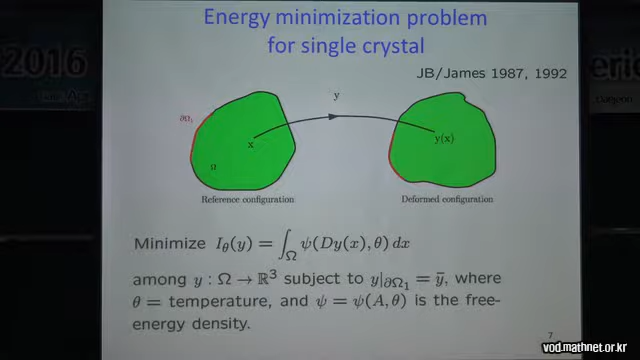 Energy minimization problem
for single crystal
JB/James 1987, 1992
2016
y
∂Ω₁
x
y(x)
Ω
Reference configuration
Deformed configuration
Minimize I_θ(y) = ∫_Ω ψ(Dy(x), θ) dx
among y : Ω → ℝ³ subject to y|_∂Ω₁ = ȳ, where
θ = temperature, and ψ = ψ(A, θ) is the free-
energy density.
7
vod.mathnet.or.kr